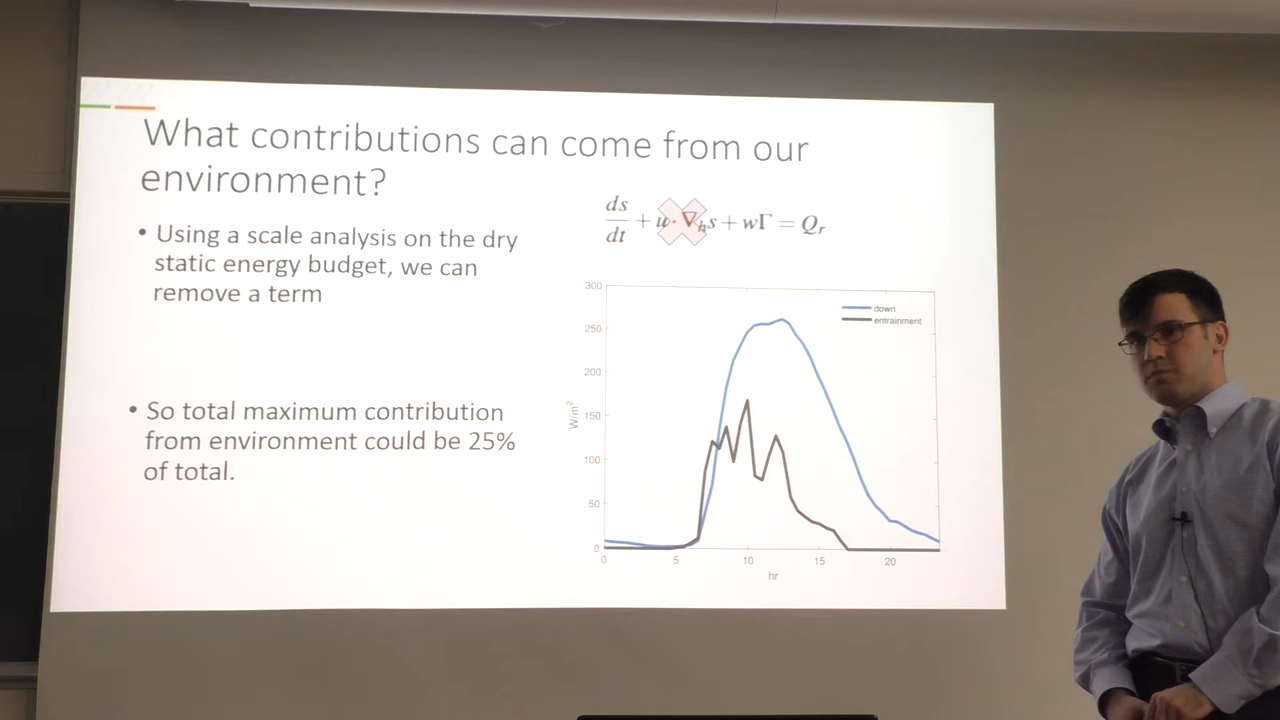 What contributions can come from our
environment?
• Using a scale analysis on the dry
static energy budget, we can
remove a term
• So total maximum contribution
from environment could be 25%
of total.
ds/dt + u · ∇ₕs + wΓ = Qᵣ
300
250
200
150
100
50
0
W/m²
0 5 10 15 20
hr
down
entrainment